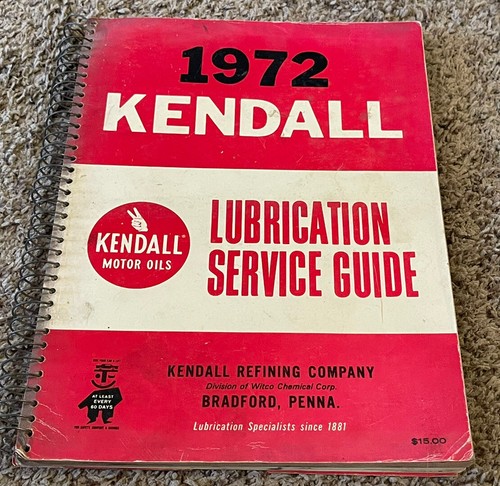 1972
KENDALL
KENDALL
MOTOR OILS
LUBRICATION
SERVICE GUIDE
KENDALL REFINING COMPANY
Division of Witco Chemical Corp.
BRADFORD, PENNA.
Lubrication Specialists since 1881
AT LEAST
EVERY
60 DAYS
$15.00